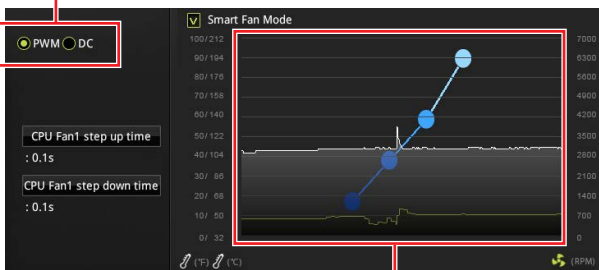 Smart Fan Mode
PWM DC
100/212 7000
90/194 6300
80/176 5600
70/158 4900
60/140 4200
50/122 3500
40/104 2800
30/ 86 2100
20/ 68 1400
10/ 50 700
0/ 32 0
CPU Fan1 step up time
: 0.1s
CPU Fan1 step down time
: 0.1s
(°F) (°C) (RPM)